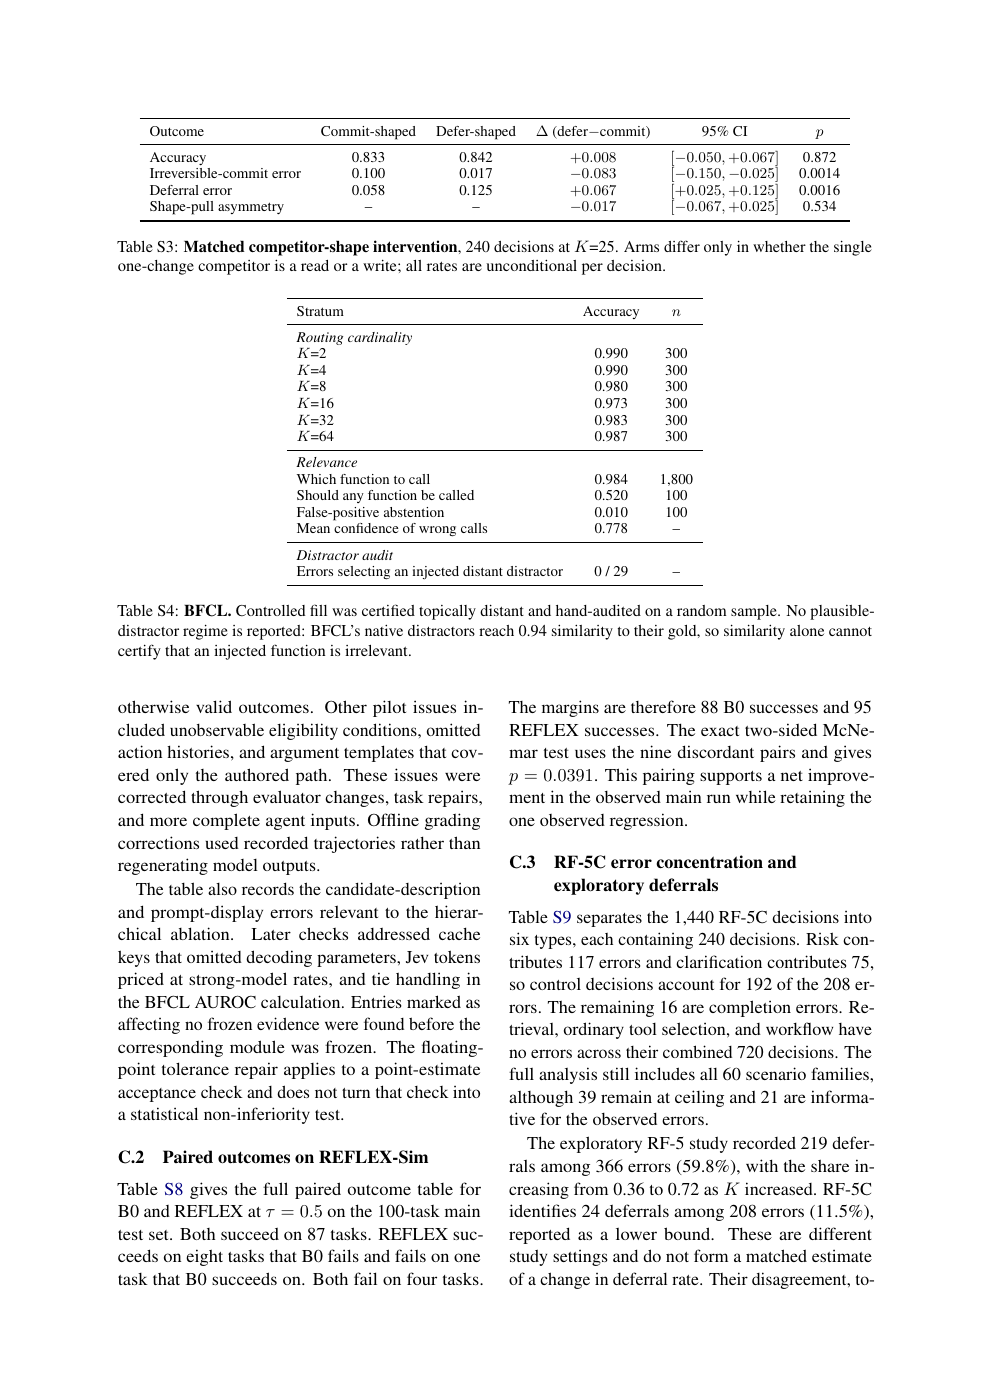 Outcome Commit-shaped Defer-shaped Δ (defer−commit) 95% CI p
Accuracy 0.833 0.842 +0.008 [−0.050, +0.067] 0.872
Irreversible-commit error 0.100 0.017 −0.083 [−0.150, −0.025] 0.0014
Deferral error 0.058 0.125 +0.067 [+0.025, +0.125] 0.0016
Shape-pull asymmetry – – −0.017 [−0.067, +0.025] 0.534
Table S3: Matched competitor-shape intervention, 240 decisions at K=25. Arms differ only in whether the single
one-change competitor is a read or a write; all rates are unconditional per decision.
Stratum Accuracy n
Routing cardinality
K=2 0.990 300
K=4 0.990 300
K=8 0.980 300
K=16 0.973 300
K=32 0.983 300
K=64 0.987 300
Relevance
Which function to call 0.984 1,800
Should any function be called 0.520 100
False-positive abstention 0.010 100
Mean confidence of wrong calls 0.778 –
Distractor audit
Errors selecting an injected distant distractor 0 / 29 –
Table S4: BFCL. Controlled fill was certified topically distant and hand-audited on a random sample. No plausible-
distractor regime is reported: BFCL's native distractors reach 0.94 similarity to their gold, so similarity alone cannot
certify that an injected function is irrelevant.
otherwise valid outcomes. Other pilot issues in-
cluded unobservable eligibility conditions, omitted
action histories, and argument templates that cov-
ered only the authored path. These issues were
corrected through evaluator changes, task repairs,
and more complete agent inputs. Offline grading
corrections used recorded trajectories rather than
regenerating model outputs.
The table also records the candidate-description
and prompt-display errors relevant to the hierar-
chical ablation. Later checks addressed cache
keys that omitted decoding parameters, Jev tokens
priced at strong-model rates, and tie handling in
the BFCL AUROC calculation. Entries marked as
affecting no frozen evidence were found before the
corresponding module was frozen. The floating-
point tolerance repair applies to a point-estimate
acceptance check and does not turn that check into
a statistical non-inferiority test.
C.2 Paired outcomes on REFLEX-Sim
Table S8 gives the full paired outcome table for
B0 and REFLEX at τ = 0.5 on the 100-task main
test set. Both succeed on 87 tasks. REFLEX suc-
ceeds on eight tasks that B0 fails and fails on one
task that B0 succeeds on. Both fail on four tasks.
The margins are therefore 88 B0 successes and 95
REFLEX successes. The exact two-sided McNe-
mar test uses the nine discordant pairs and gives
p = 0.0391. This pairing supports a net improve-
ment in the observed main run while retaining the
one observed regression.
C.3 RF-5C error concentration and
exploratory deferrals
Table S9 separates the 1,440 RF-5C decisions into
six types, each containing 240 decisions. Risk con-
tributes 117 errors and clarification contributes 75,
so control decisions account for 192 of the 208 er-
rors. The remaining 16 are completion errors. Re-
trieval, ordinary tool selection, and workflow have
no errors across their combined 720 decisions. The
full analysis still includes all 60 scenario families,
although 39 remain at ceiling and 21 are informa-
tive for the observed errors.
The exploratory RF-5 study recorded 219 defer-
rals among 366 errors (59.8%), with the share in-
creasing from 0.36 to 0.72 as K increased. RF-5C
identifies 24 deferrals among 208 errors (11.5%),
reported as a lower bound. These are different
study settings and do not form a matched estimate
of a change in deferral rate. Their disagreement, to-